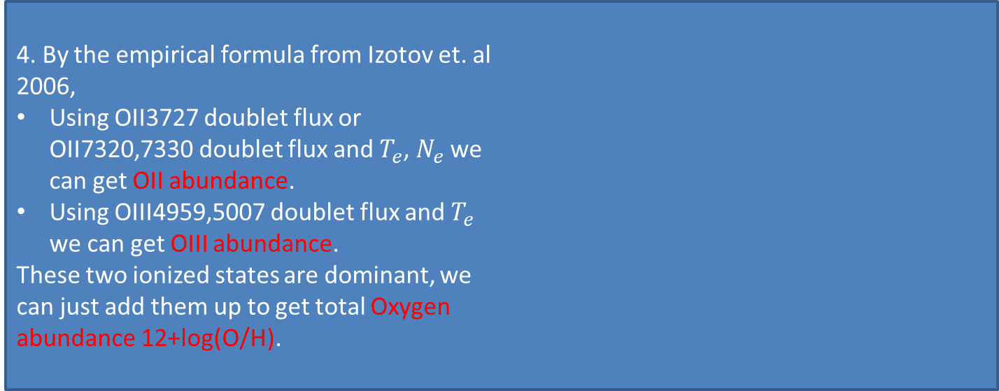 4. By the empirical formula from Izotov et. al
2006,
• Using OII3727 doublet flux or
OII7320,7330 doublet flux and Tₑ, Nₑ we
can get OII abundance.
• Using OIII4959,5007 doublet flux and Tₑ
we can get OIII abundance.
These two ionized states are dominant, we
can just add them up to get total Oxygen
abundance 12+log(O/H).